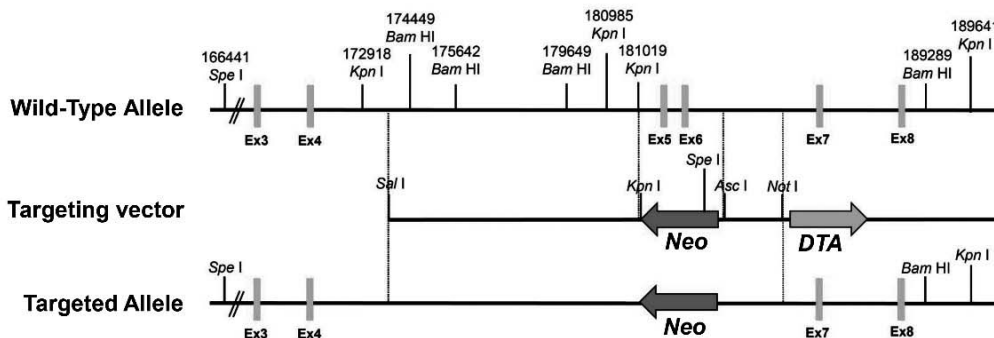 174449
Bam HI
180985
Kpn I
189641
Kpn I
166441
Spe I
172918
Kpn I
175642
Bam HI
179649
Bam HI
181019
Kpn I
189289
Bam HI
Wild-Type Allele
Ex3
Ex4
Ex5
Ex6
Ex7
Ex8
Spe I
Sal I
Kpn I
Asc I
Not I
Targeting vector
Neo
DTA
Spe I
Bam HI
Kpn I
Targeted Allele
Ex3
Ex4
Neo
Ex7
Ex8